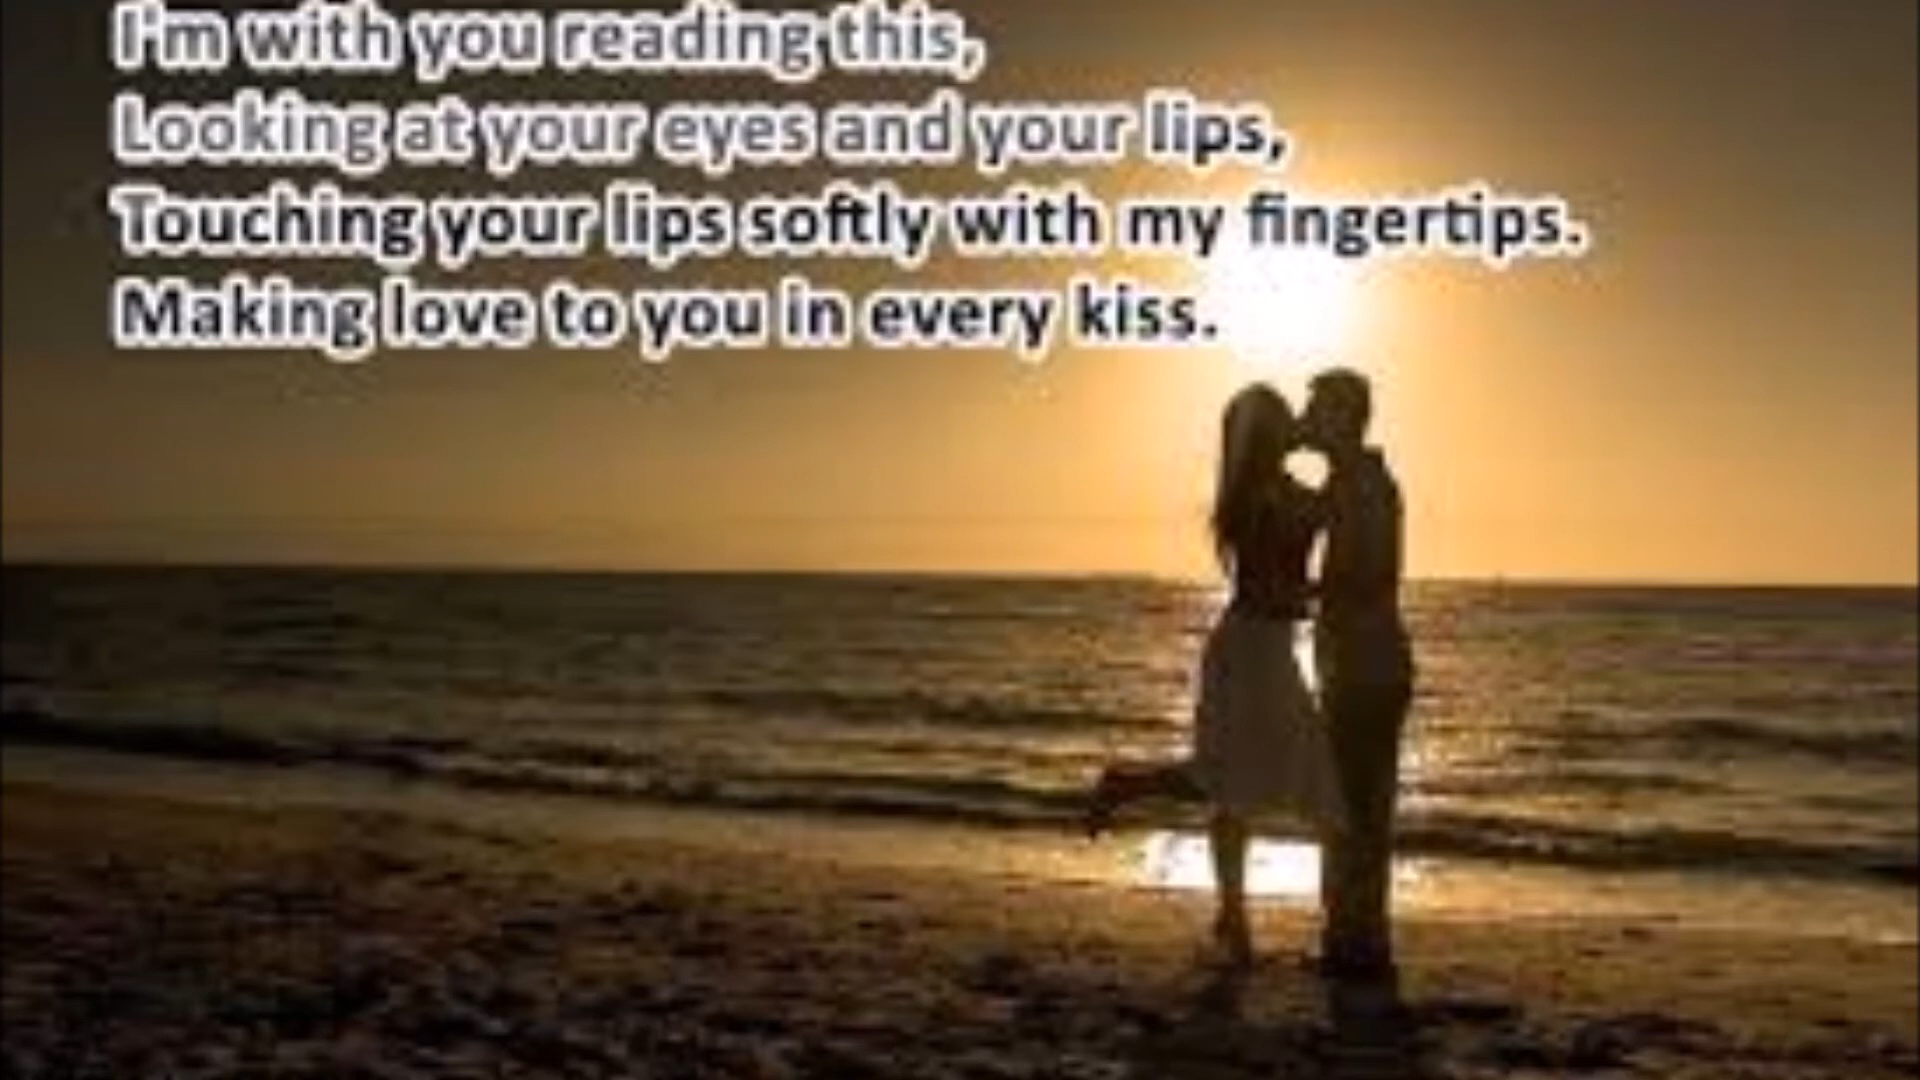 I'm with you reading this,
Looking at your eyes and your lips,
Touching your lips softly with my fingertips.
Making love to you in every kiss.